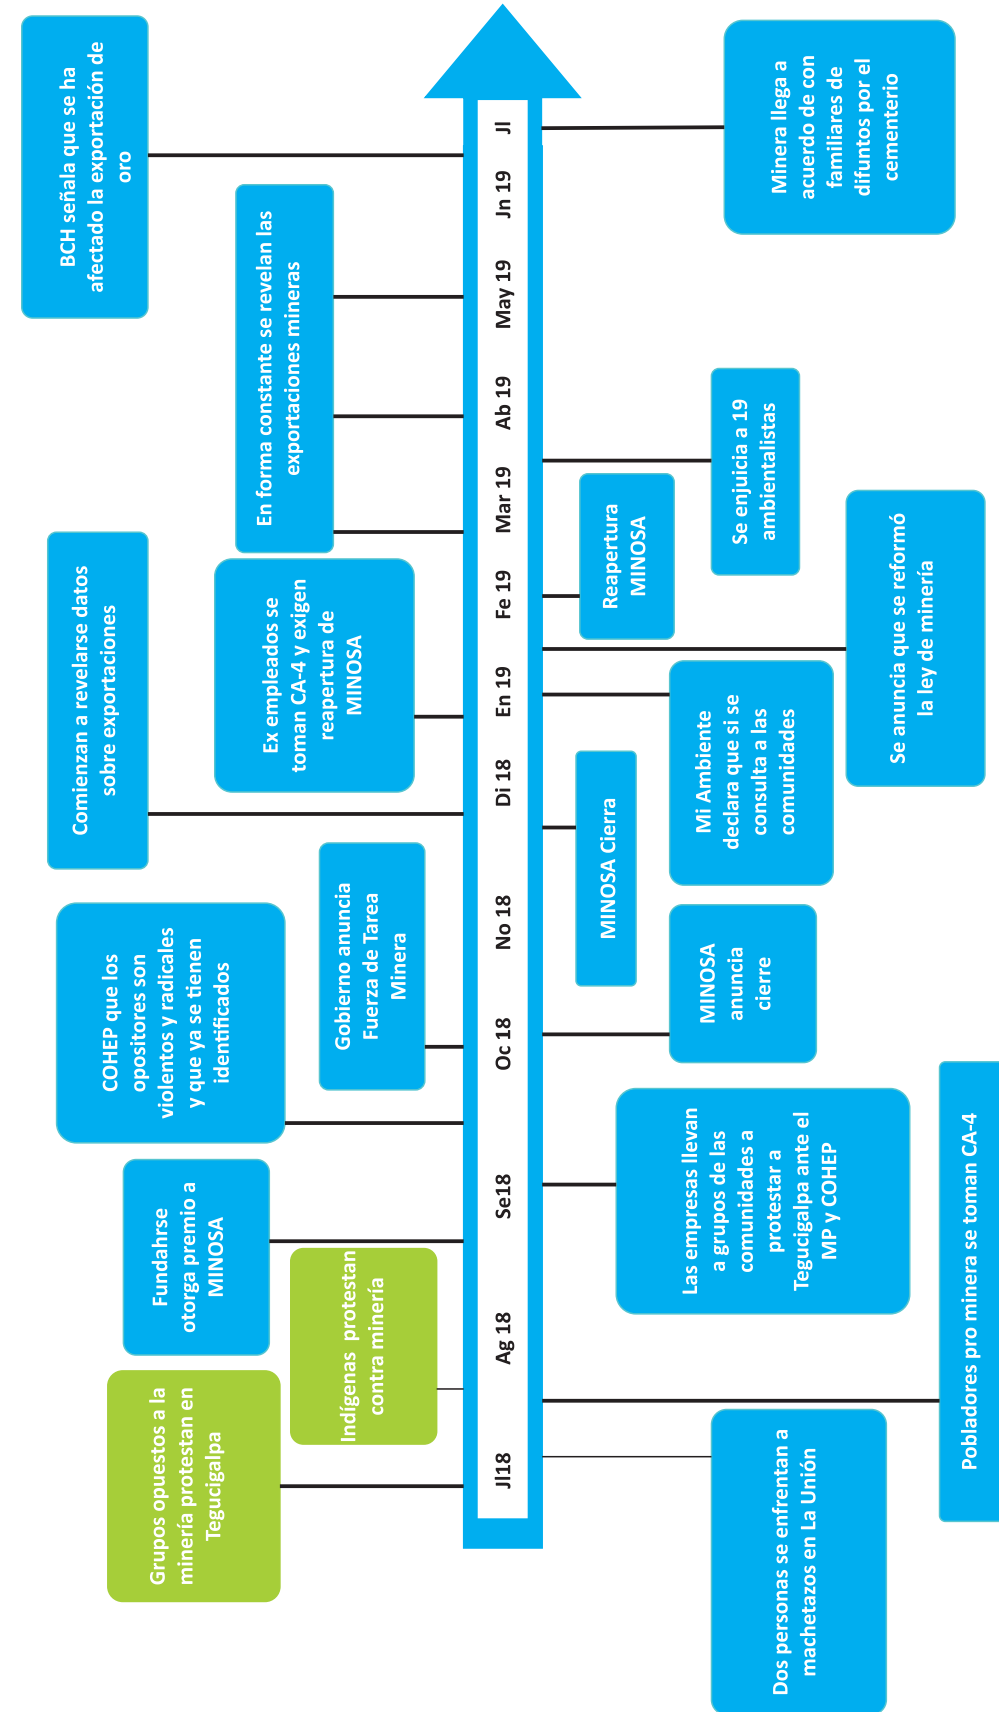 Grupos opuestos a la
minería protestan en
Tegucigalpa
Indígenas protestan
contra minería
Fundahrse
otorga premio a
MINOSA
COHEP que los
opositores son
violentos y radicales
y que ya se tienen
identificados
Gobierno anuncia
Fuerza de Tarea
Minera
Comienzan a revelarse datos
sobre exportaciones
Ex empleados se
toman CA-4 y exigen
reapertura de
MINOSA
En forma constante se revelan las
exportaciones mineras
BCH señala que se ha
afectado la exportación de
oro
Jl18
Ag 18
Se18
Oc 18
No 18
Di 18
En 19
Fe 19
Mar 19
Ab 19
May 19
Jn 19
Jl
Dos personas se enfrentan a
machetazos en La Unión
Pobladores pro minera se toman CA-4
Las empresas llevan
a grupos de las
comunidades a
protestar a
Tegucigalpa ante el
MP y COHEP
MINOSA
anuncia
cierre
MINOSA Cierra
Mi Ambiente
declara que si se
consulta a las
comunidades
Se anuncia que se reformó
la ley de minería
Reapertura
MINOSA
Se enjuicia a 19
ambientalistas
Minera llega a
acuerdo de con
familiares de
difuntos por el
cementerio